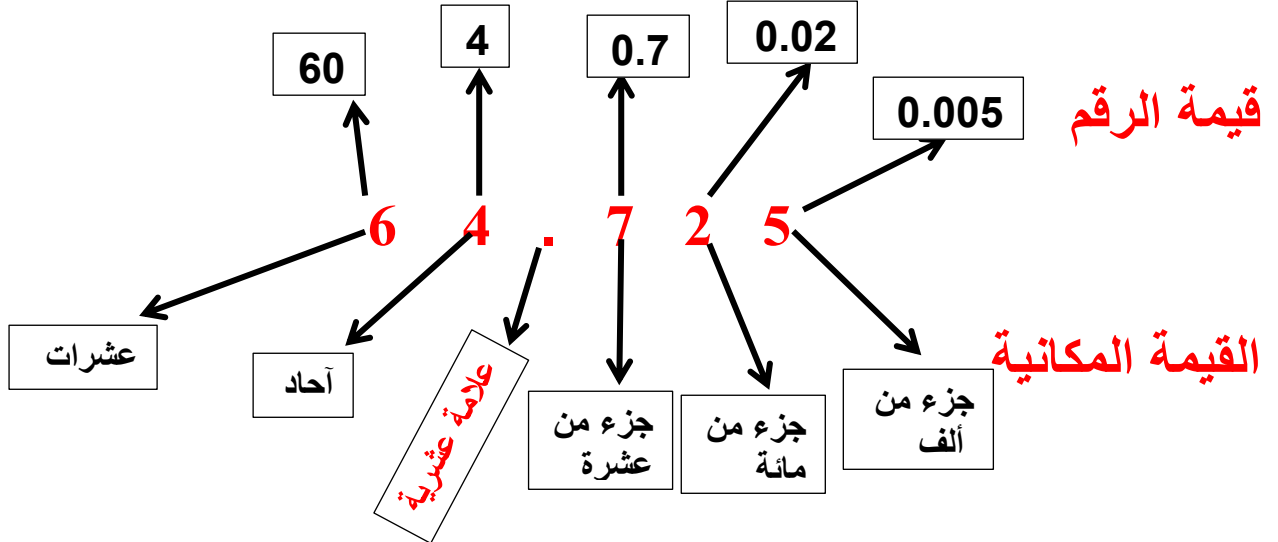 60
4
0.7
0.02
0.005
قيمة الرقم
6 4 . 7 2 5
القيمة المكانية
عشرات
آحاد
علامة عشرية
جزء من
عشرة
جزء من
مائة
جزء من
ألف